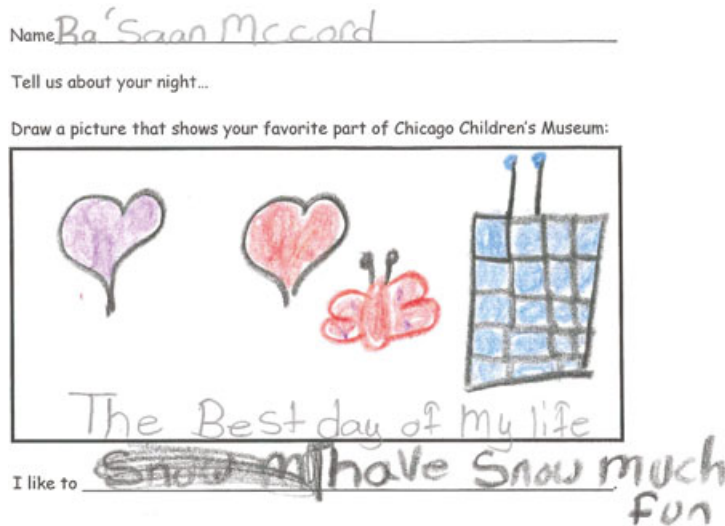 Name Ra'Saan Mccord
Tell us about your night...
Draw a picture that shows your favorite part of Chicago Children's Museum:
The Best day of My life
I like to have Snow much
fun